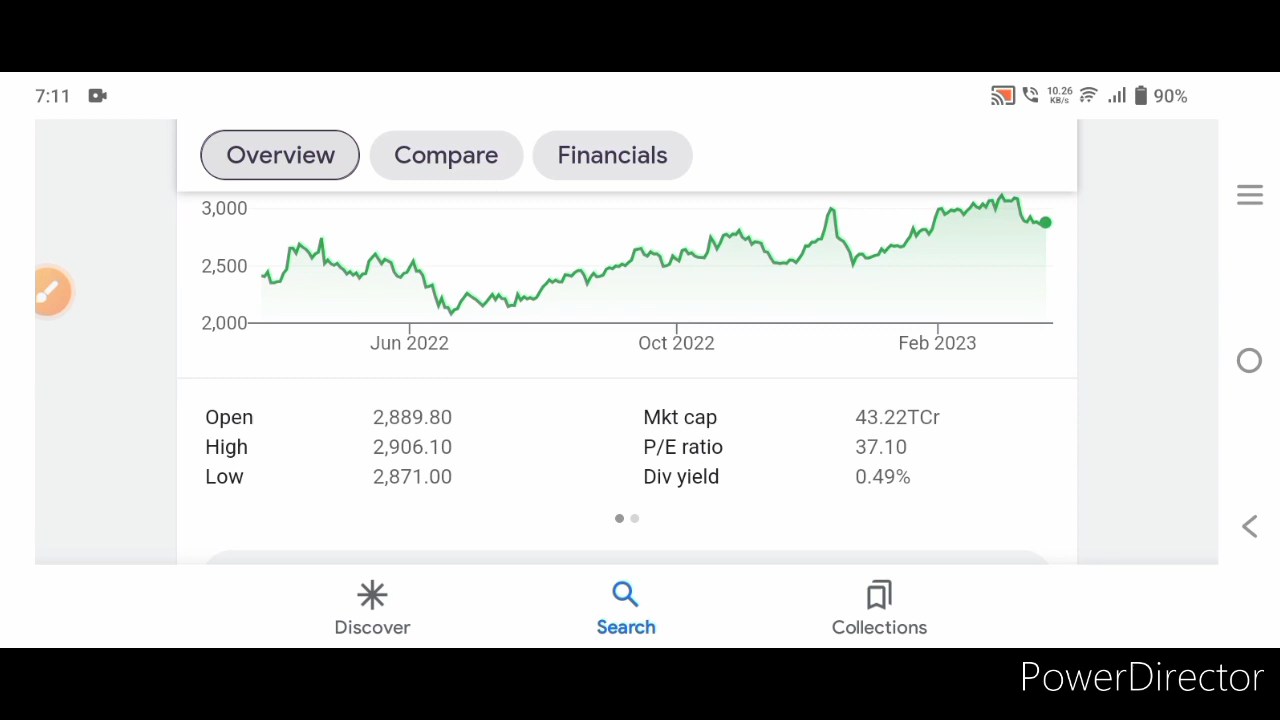 7:11 10.26 KB/s 90%
Overview Compare Financials
3,000
2,500
2,000
Jun 2022 Oct 2022 Feb 2023
Open 2,889.80 Mkt cap 43.22TCr
High 2,906.10 P/E ratio 37.10
Low 2,871.00 Div yield 0.49%
Discover Search Collections
PowerDirector